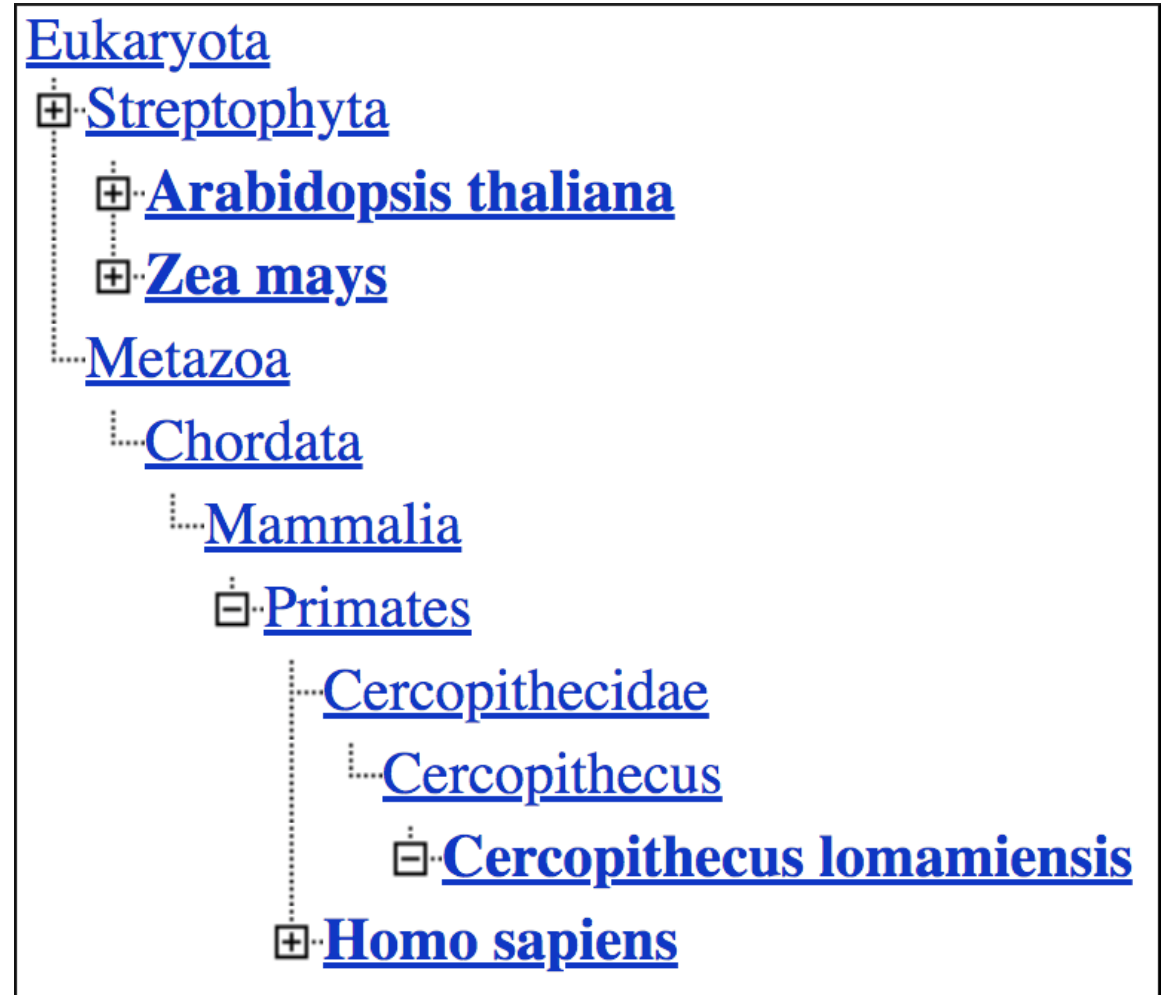 Eukaryota
Streptophyta
Arabidopsis thaliana
Zea mays
Metazoa
Chordata
Mammalia
Primates
Cercopithecidae
Cercopithecus
Cercopithecus lomamiensis
Homo sapiens